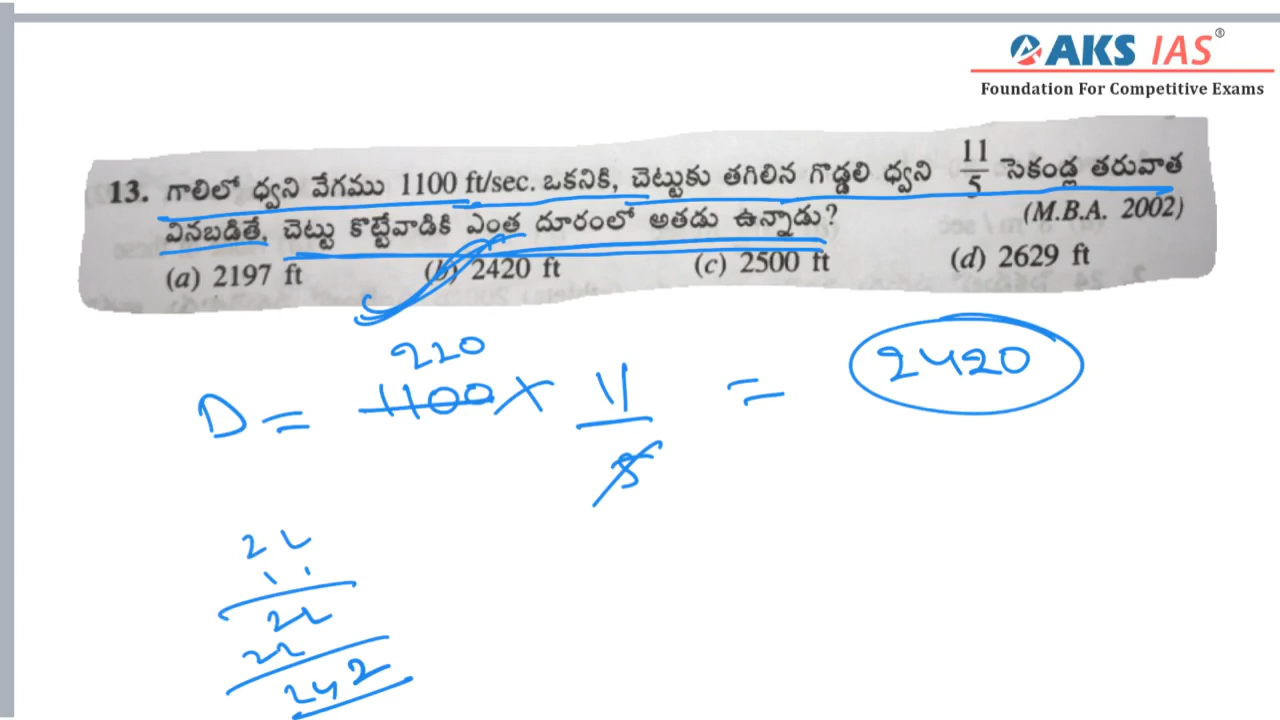 AKS IAS®
Foundation For Competitive Exams
13. గాలిలో ధ్వని వేగము 1100 ft/sec. ఒకనికి, చెట్టుకు తగిలిన గొడ్డలి ధ్వని 11/5 సెకండ్ల తరువాత
వినబడితే, చెట్టు కొట్టేవాడికి ఎంత దూరంలో అతడు ఉన్నాడు? (M.B.A. 2002)
(a) 2197 ft (b) 2420 ft (c) 2500 ft (d) 2629 ft
220
D = 1100 × 11/5 = 2420
22
11
22
22
242